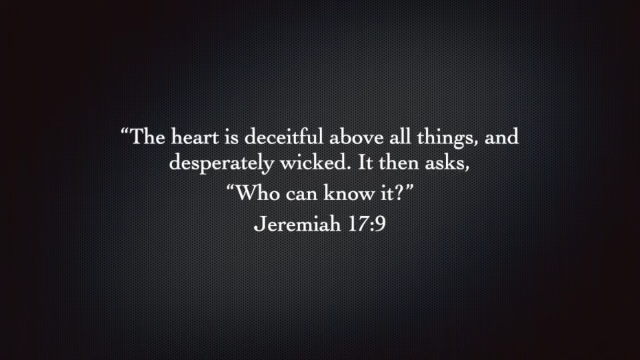 “The heart is deceitful above all things, and
desperately wicked. It then asks,
“Who can know it?”
Jeremiah 17:9